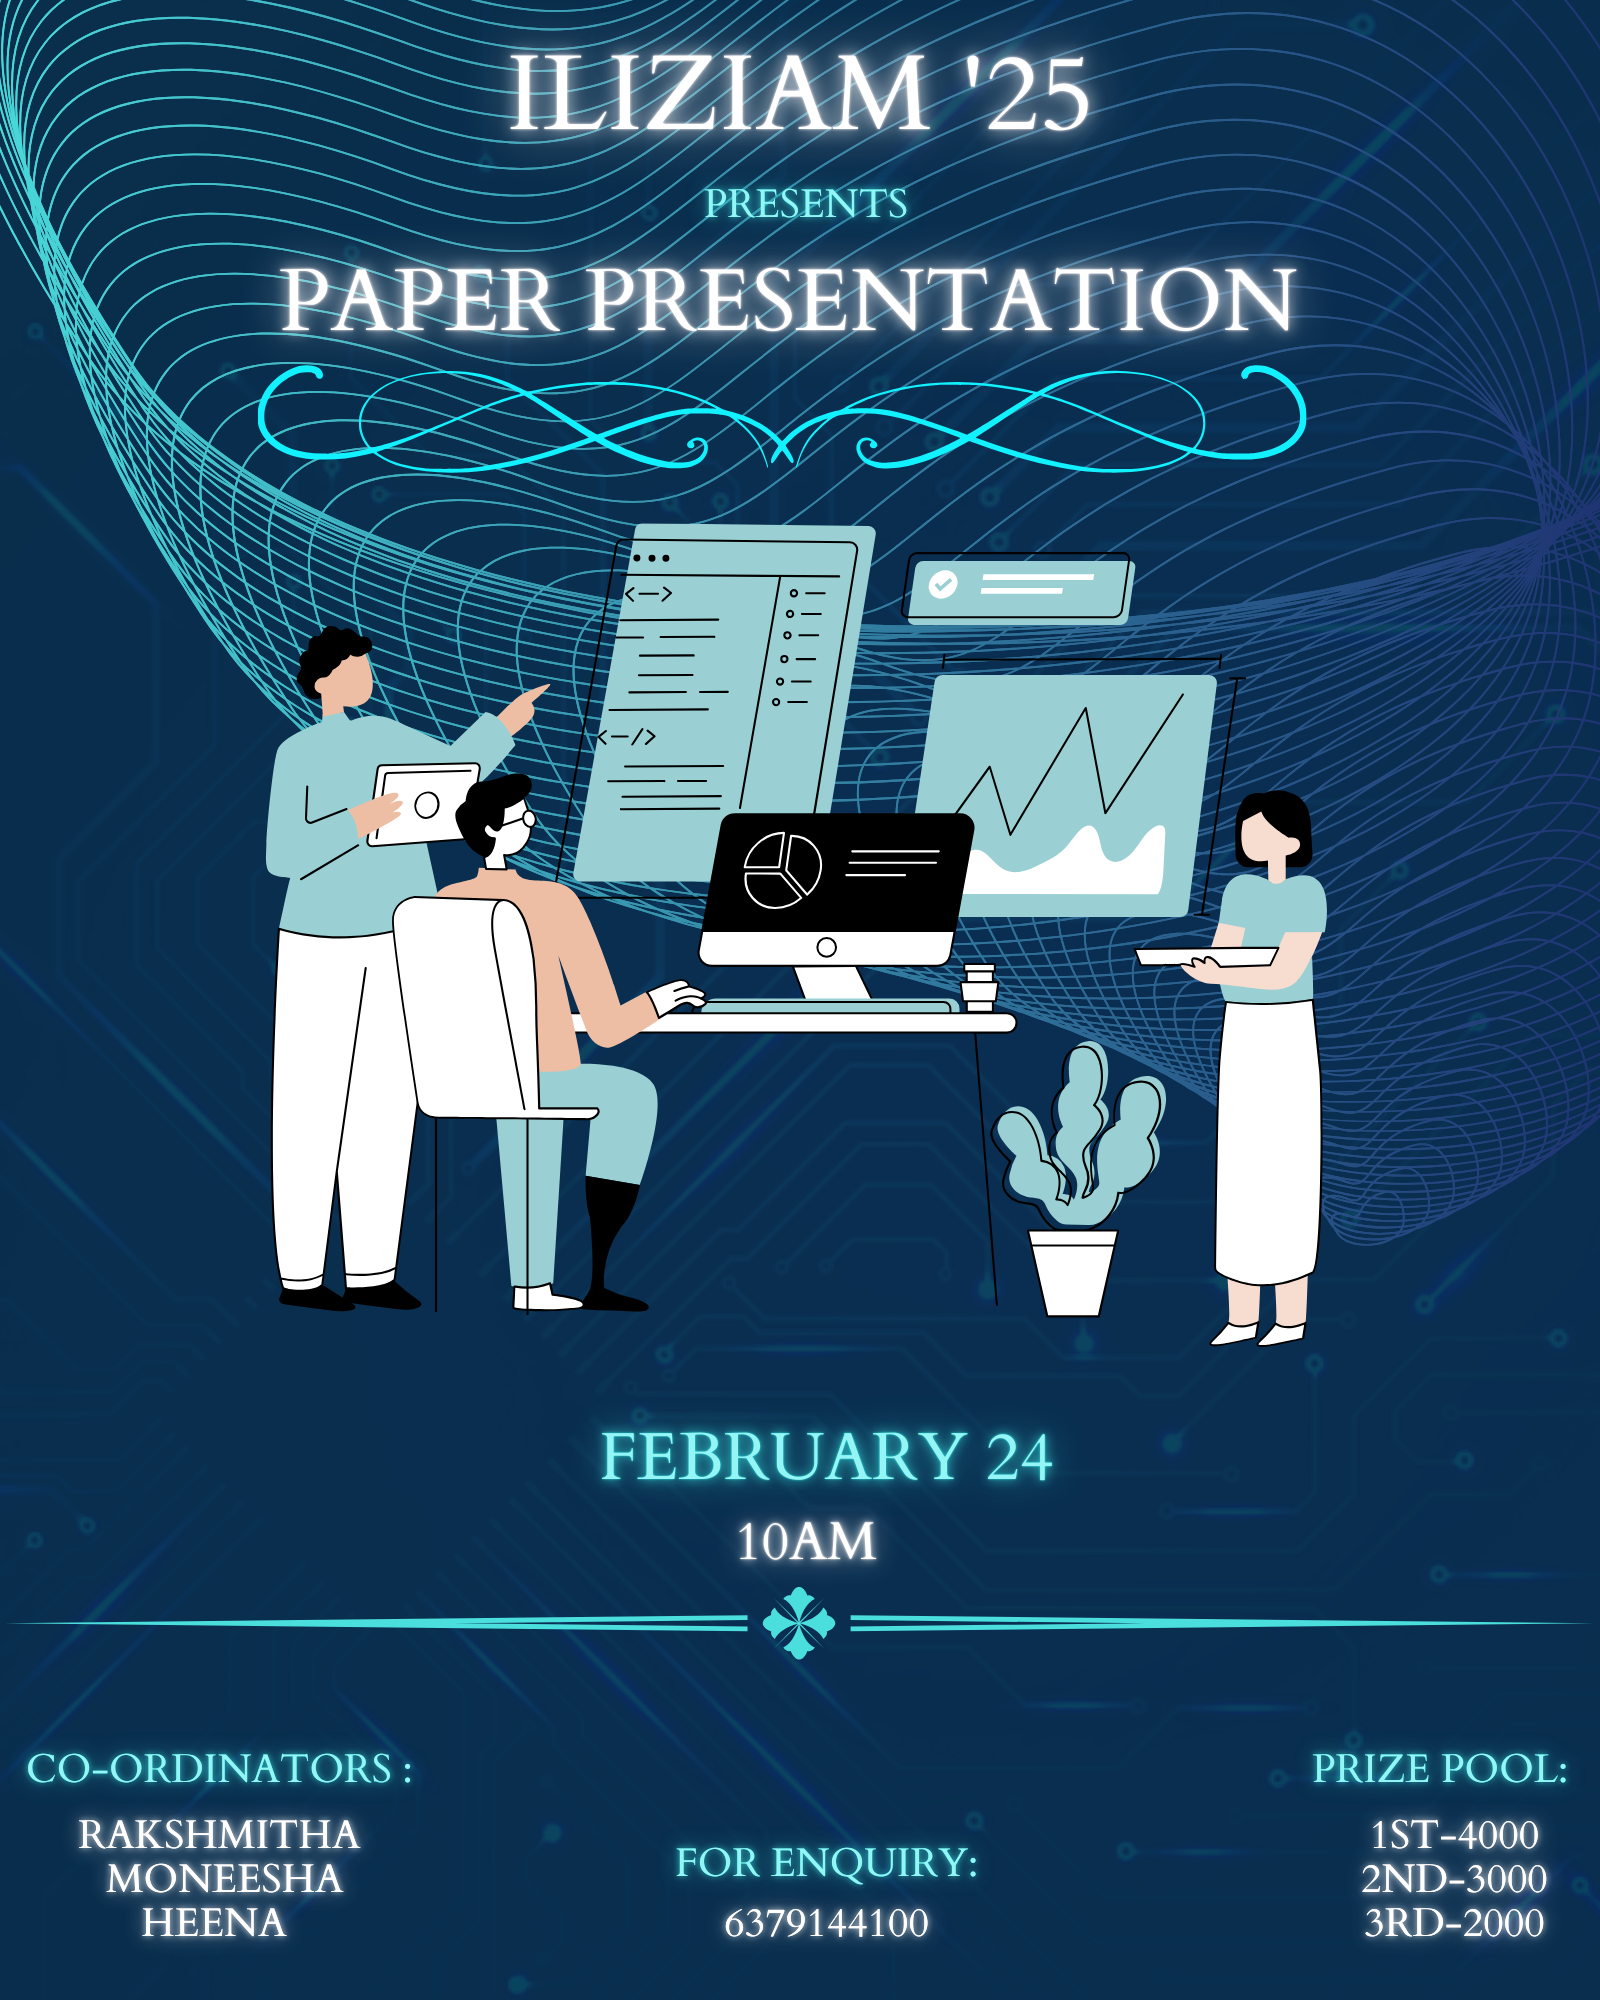 ILIZIAM '25
PRESENTS
PAPER PRESENTATION
FEBRUARY 24
10AM
CO-ORDINATORS :
RAKSHMITHA
MONEESHA
HEENA
FOR ENQUIRY:
6379144100
PRIZE POOL:
1ST-4000
2ND-3000
3RD-2000